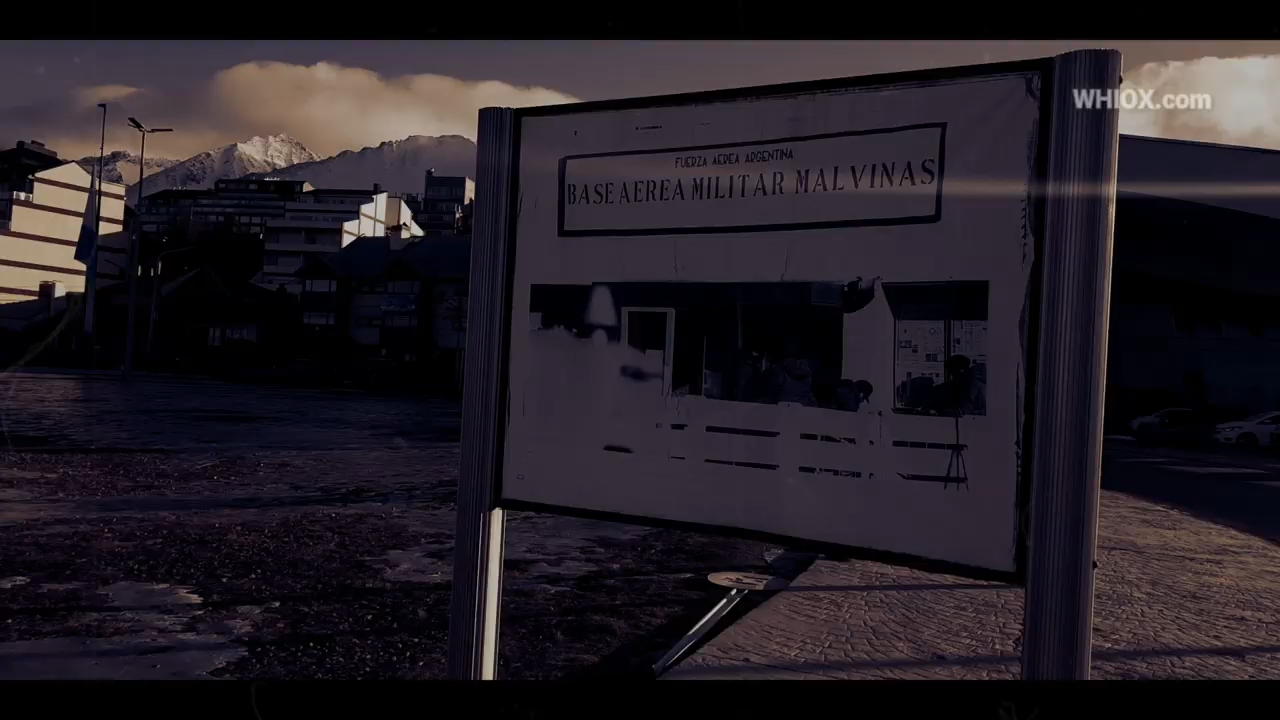 WHIOX.com
FUERZA AEREA ARGENTINA
BASE AEREA MILITAR MALVINAS